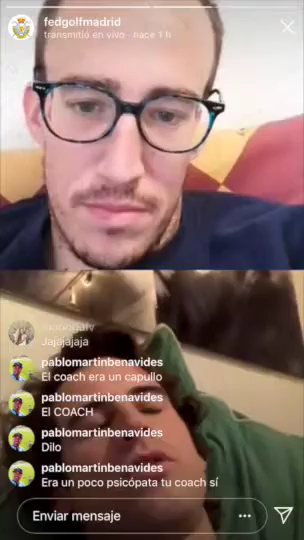 fedgolfmadrid
transmitió en vivo · hace 1 h
Jajajajaja
pablomartinbenavides
El coach era un capullo
pablomartinbenavides
El COACH
pablomartinbenavides
Dilo
pablomartinbenavides
Era un poco psicópata tu coach sí
Enviar mensaje